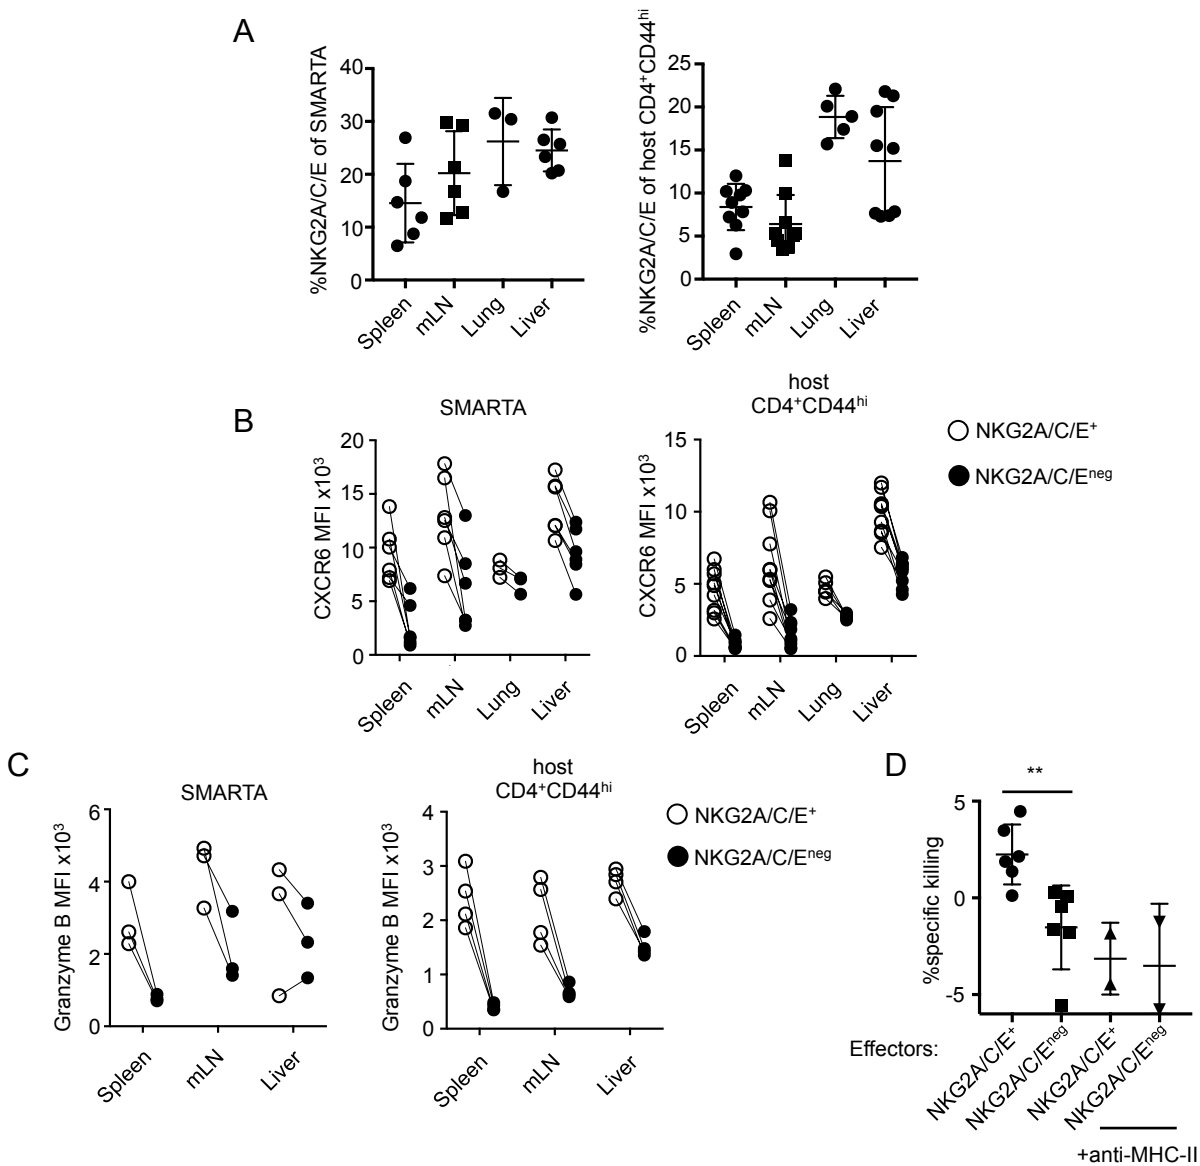 A
%NKG2A/C/E of SMARTA
40
30
20
10
0
Spleen
mLN
Lung
Liver
%NKG2A/C/E of host CD4⁺CD44ʰⁱ
25
20
15
10
5
0
Spleen
mLN
Lung
Liver
B
SMARTA
CXCR6 MFI x10³
20
15
10
5
0
Spleen
mLN
Lung
Liver
host
CD4⁺CD44ʰⁱ
CXCR6 MFI x10³
15
10
5
0
Spleen
mLN
Lung
Liver
NKG2A/C/E⁺
NKG2A/C/Eⁿᵉᵍ
C
SMARTA
Granzyme B MFI x10³
6
4
2
0
Spleen
mLN
Liver
host
CD4⁺CD44ʰⁱ
Granzyme B MFI x10³
4
3
2
1
0
Spleen
mLN
Liver
NKG2A/C/E⁺
NKG2A/C/Eⁿᵉᵍ
D
**
%specific killing
5
0
-5
Effectors:
NKG2A/C/E⁺
NKG2A/C/Eⁿᵉᵍ
NKG2A/C/E⁺
NKG2A/C/Eⁿᵉᵍ
+anti-MHC-II